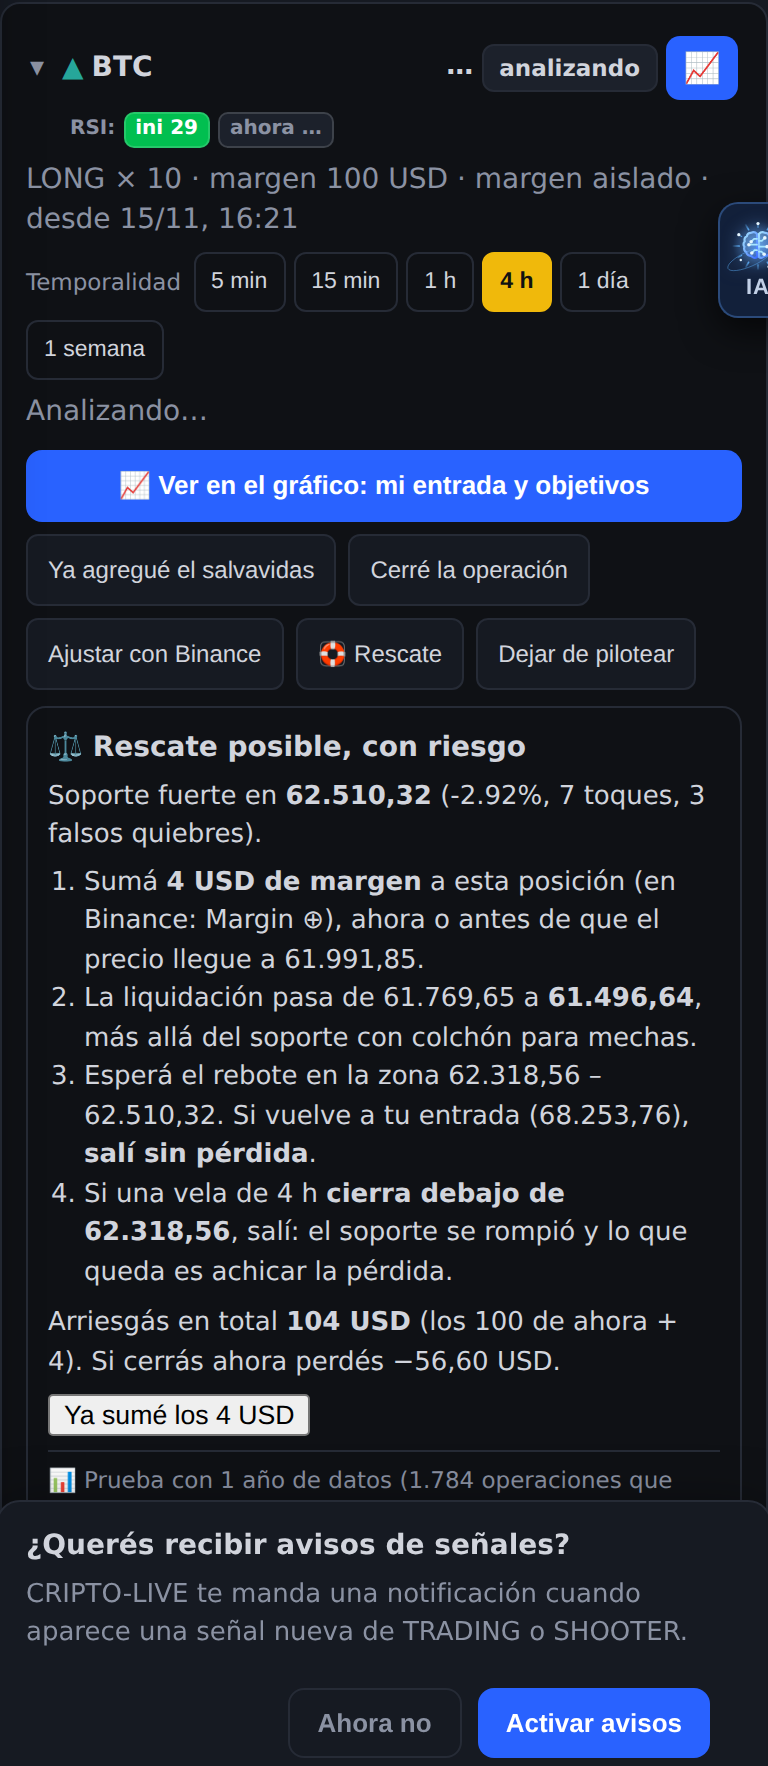 ▼ ▲ BTC ... analizando
RSI: ini 29 ahora ...
LONG × 10 · margen 100 USD · margen aislado ·
desde 15/11, 16:21
Temporalidad 5 min 15 min 1 h 4 h 1 día
IA
1 semana
Analizando...
📈 Ver en el gráfico: mi entrada y objetivos
Ya agregué el salvavidas Cerré la operación
Ajustar con Binance 🛟 Rescate Dejar de pilotear
⚖️ Rescate posible, con riesgo
Soporte fuerte en 62.510,32 (-2.92%, 7 toques, 3
falsos quiebres).
1. Sumá 4 USD de margen a esta posición (en
Binance: Margin ⊕), ahora o antes de que el
precio llegue a 61.991,85.
2. La liquidación pasa de 61.769,65 a 61.496,64,
más allá del soporte con colchón para mechas.
3. Esperá el rebote en la zona 62.318,56 –
62.510,32. Si vuelve a tu entrada (68.253,76),
salí sin pérdida.
4. Si una vela de 4 h cierra debajo de
62.318,56, salí: el soporte se rompió y lo que
queda es achicar la pérdida.
Arriesgás en total 104 USD (los 100 de ahora +
4). Si cerrás ahora perdés −56,60 USD.
Ya sumé los 4 USD
📊 Prueba con 1 año de datos (1.784 operaciones que
¿Querés recibir avisos de señales?
CRIPTO-LIVE te manda una notificación cuando
aparece una señal nueva de TRADING o SHOOTER.
Ahora no Activar avisos